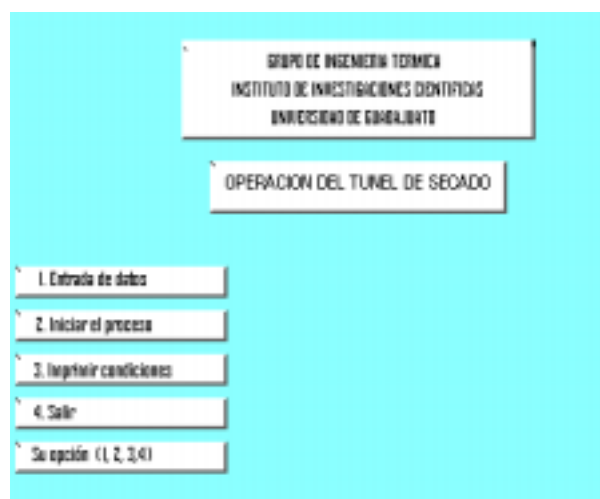 GRUPO DE INGENIERIA TERMICA
INSTITUTO DE INVESTIGACIONES CIENTIFICAS
UNIVERSIDAD DE GUANAJUATO
OPERACION DEL TUNEL DE SECADO
1. Entrada de datos
2. Iniciar el proceso
3. Imprimir condiciones
4. Salir
Su opción (1, 2, 3,4)